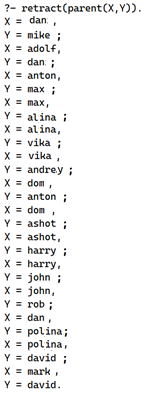 ?- retract(parent(X,Y)).
X = dan ,
Y = mike ;
X = adolf,
Y = dan ;
X = anton,
Y = max ;
X = max,
Y = alina ;
X = alina,
Y = vika ;
X = vika ,
Y = andrey ;
X = dom ,
Y = anton ;
X = dom ,
Y = ashot ;
X = ashot,
Y = harry ;
X = harry,
Y = john ;
X = john,
Y = rob ;
X = dan ,
Y = polina;
X = polina,
Y = david ;
X = mark ,
Y = david.